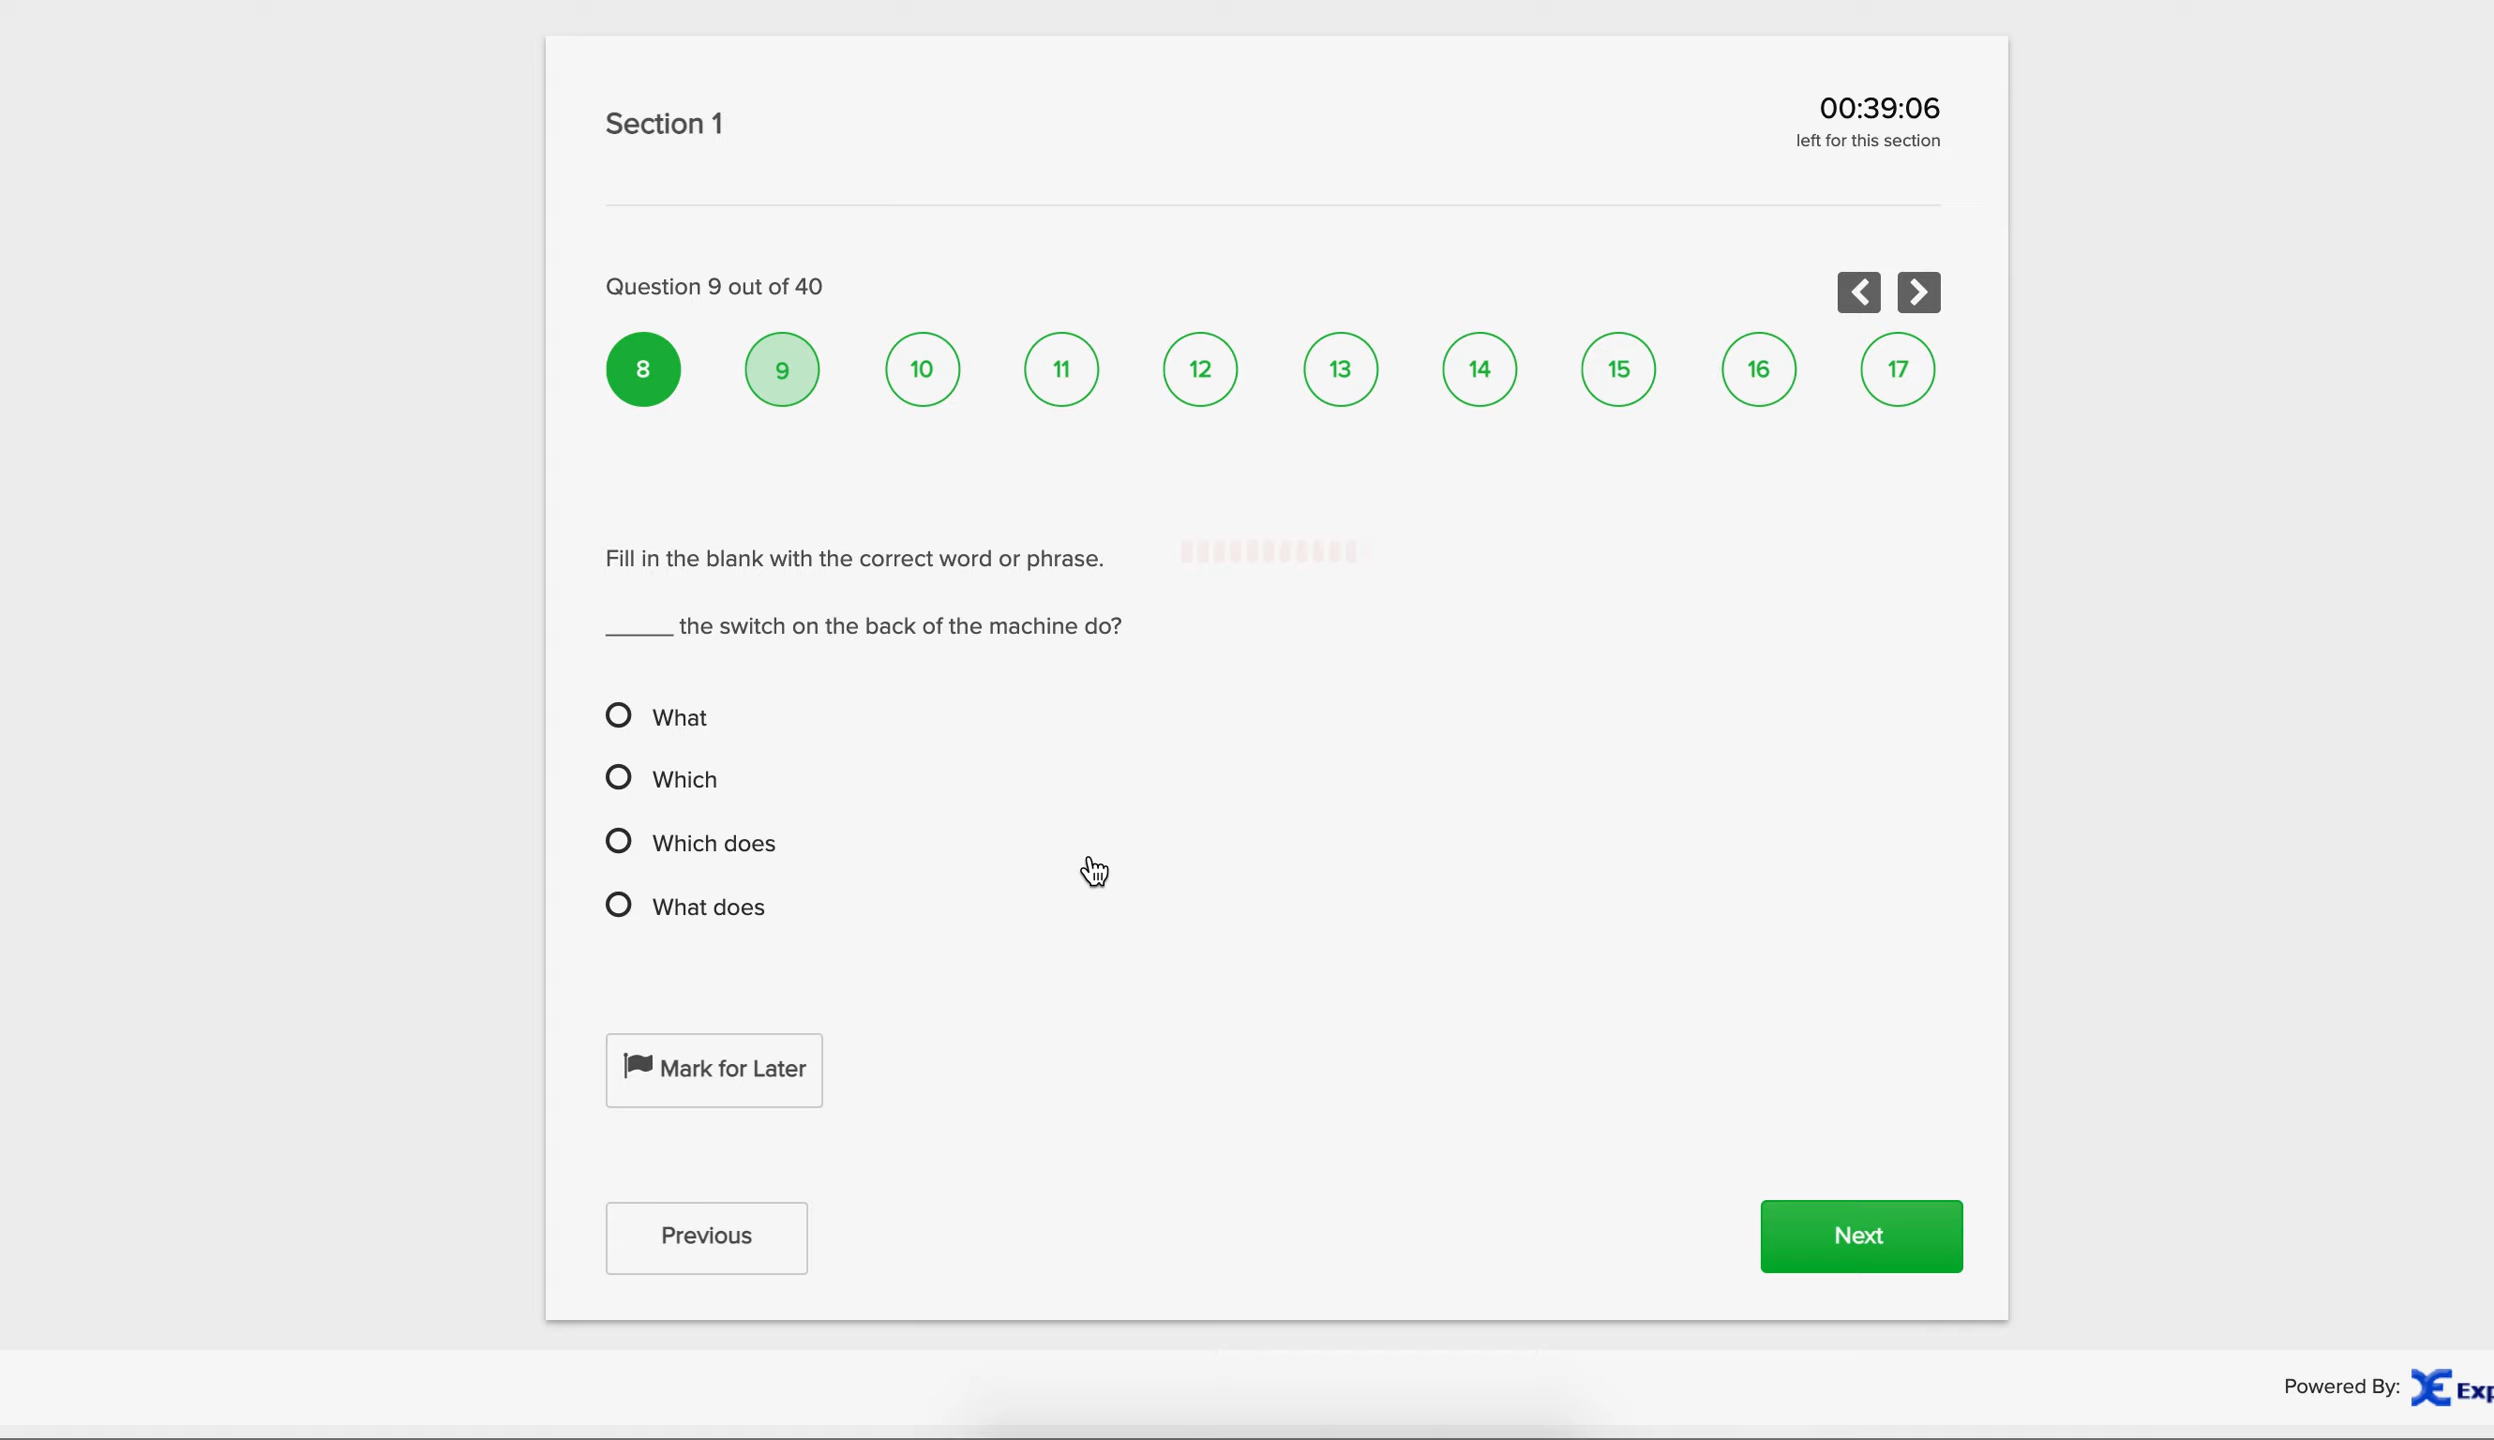 Section 1
00:39:06
left for this section
Question 9 out of 40
8 9 10 11 12 13 14 15 16 17
Fill in the blank with the correct word or phrase.
______ the switch on the back of the machine do?
What
Which
Which does
What does
Mark for Later
Previous
Next
Powered By:
Exp